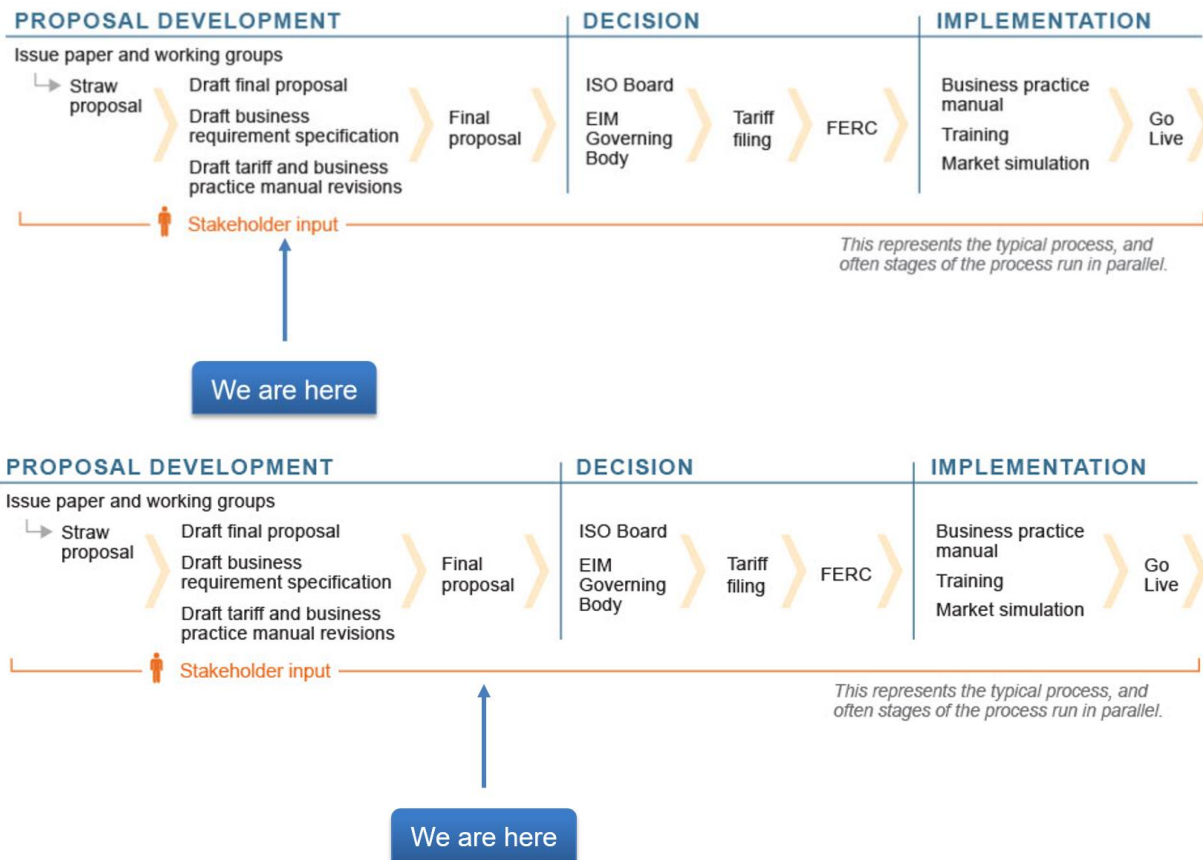 PROPOSAL DEVELOPMENT
DECISION
IMPLEMENTATION
Issue paper and working groups
Straw
proposal
Draft final proposal
Draft business
requirement specification
Draft tariff and business
practice manual revisions
Final
proposal
ISO Board
EIM
Governing
Body
Tariff
filing
FERC
Business practice
manual
Training
Market simulation
Go
Live
Stakeholder input
This represents the typical process, and
often stages of the process run in parallel.
We are here
PROPOSAL DEVELOPMENT
DECISION
IMPLEMENTATION
Issue paper and working groups
Straw
proposal
Draft final proposal
Draft business
requirement specification
Draft tariff and business
practice manual revisions
Final
proposal
ISO Board
EIM
Governing
Body
Tariff
filing
FERC
Business practice
manual
Training
Market simulation
Go
Live
Stakeholder input
This represents the typical process, and
often stages of the process run in parallel.
We are here